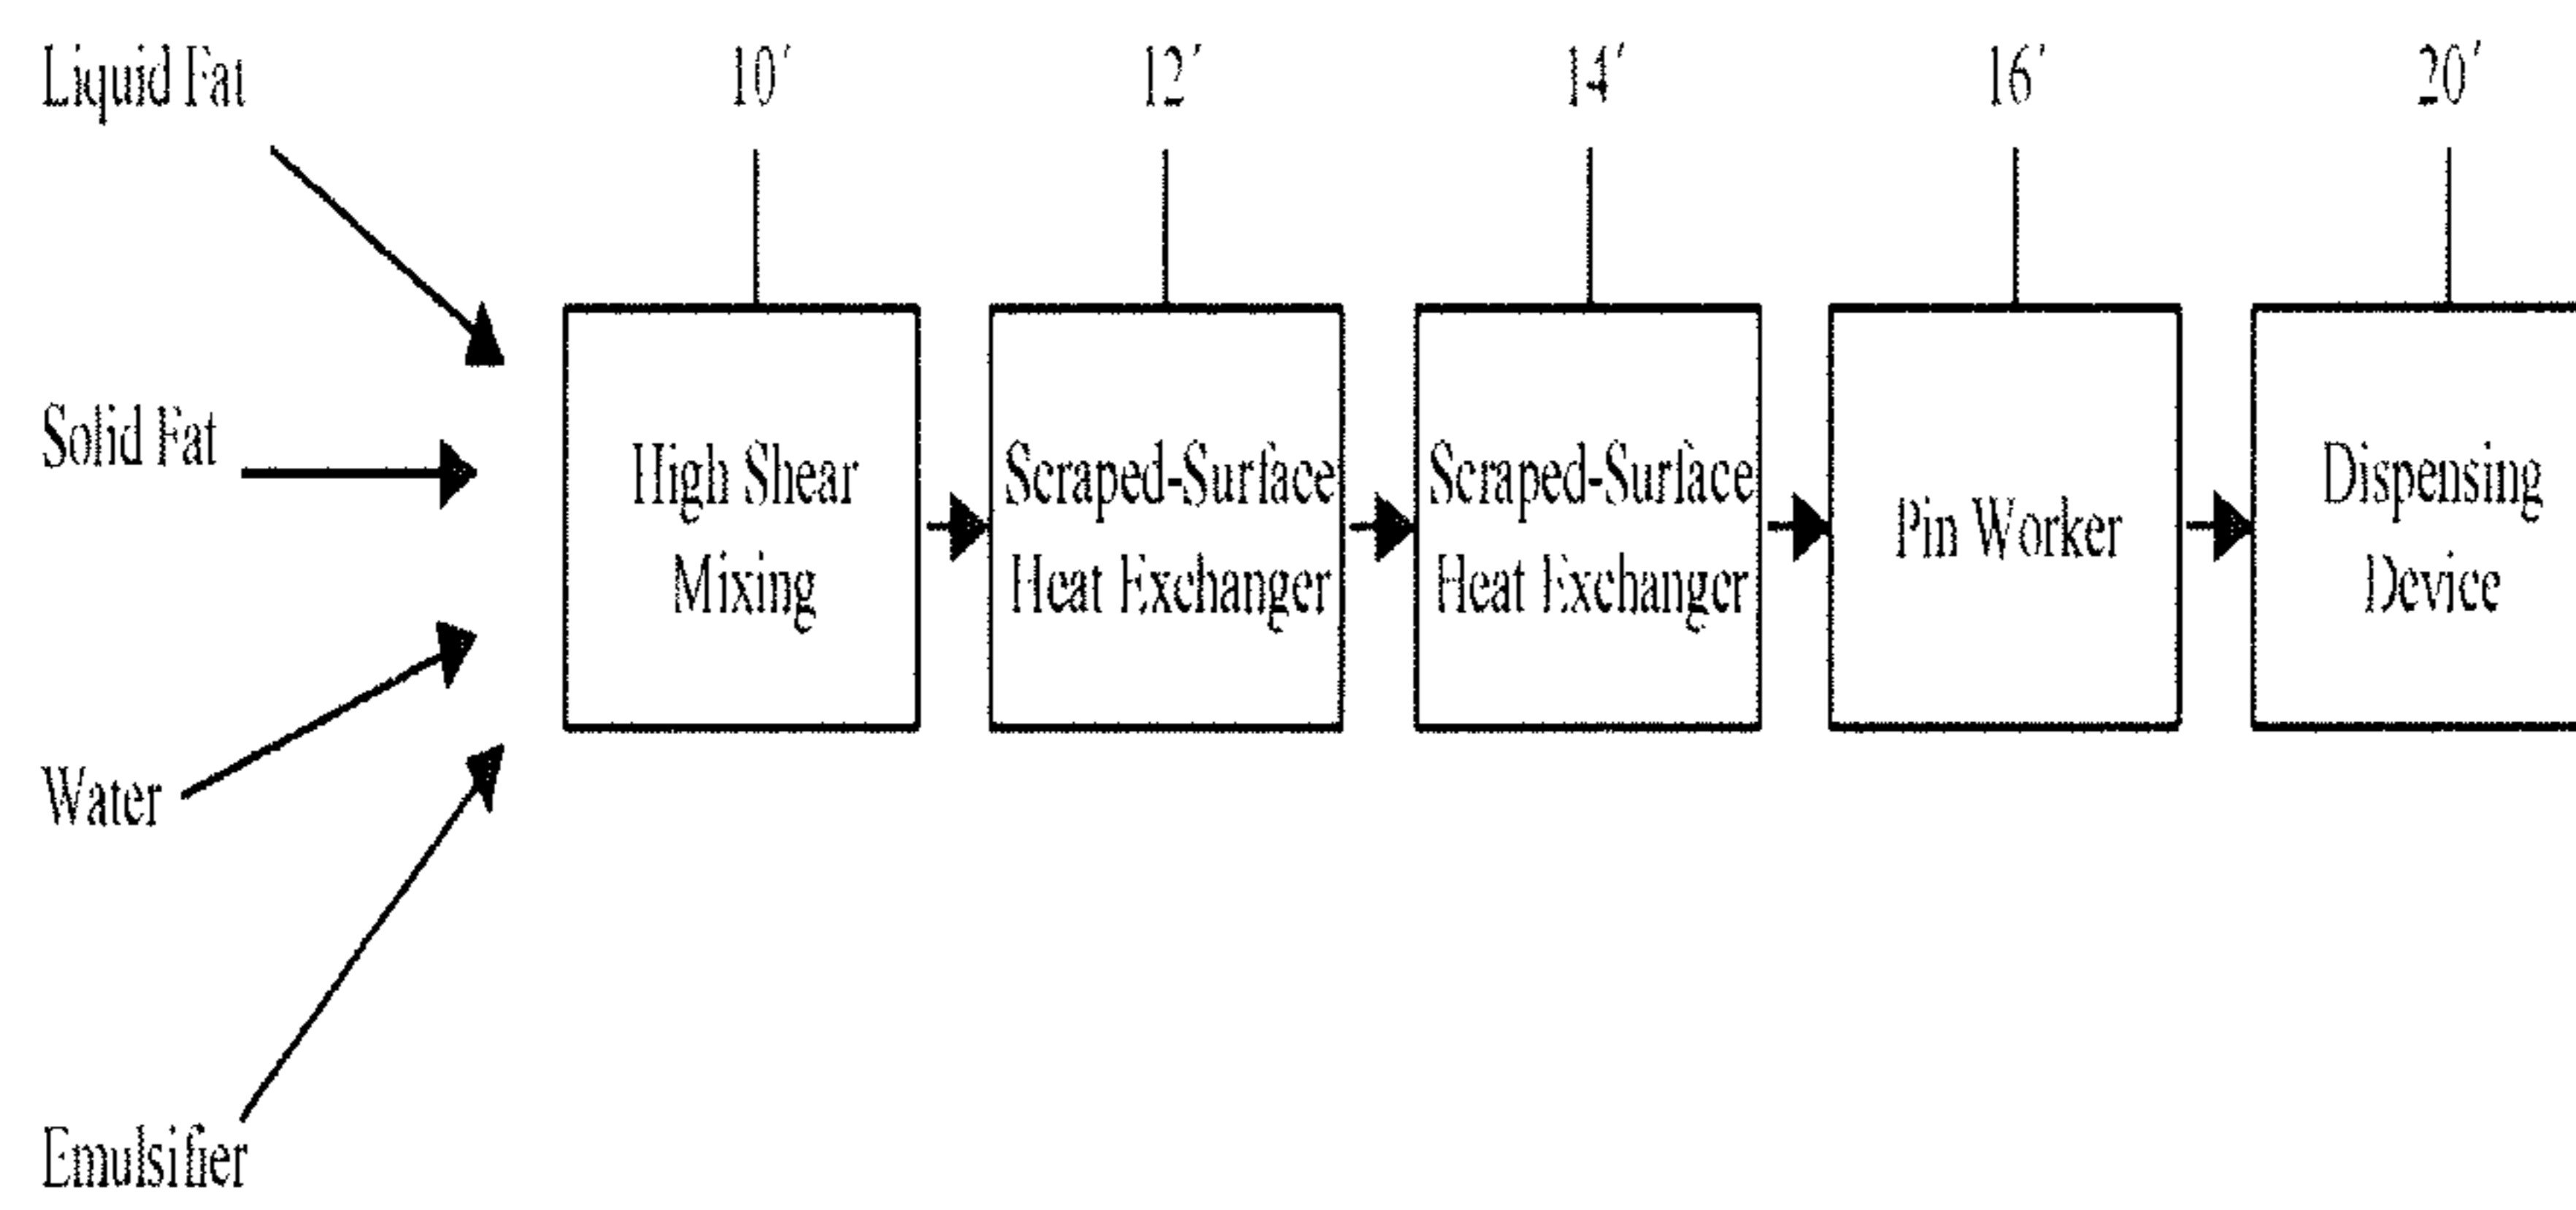 Liquid Fat
10′
12′
14′
16′
20′
Solid Fat
Water
Emulsifier
High Shear
Mixing
Scraped-Surface
Heat Exchanger
Scraped-Surface
Heat Exchanger
Pin Worker
Dispensing
Device